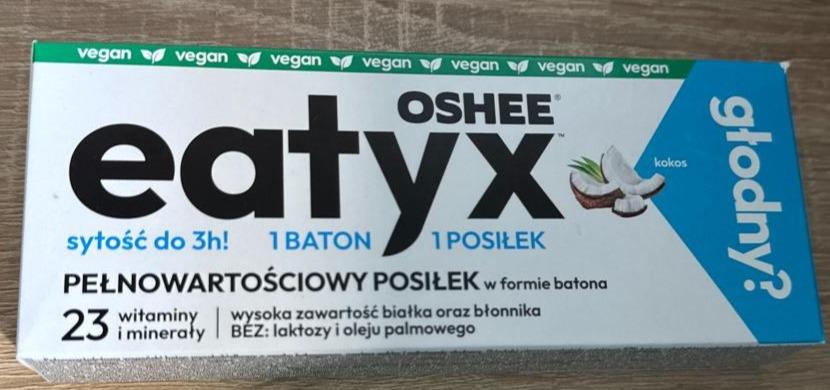 vegan vegan vegan vegan vegan vegan vegan
OSHEE®
eatyx™
kokos
głodny?
sytość do 3h! 1 BATON 1 POSIŁEK
PEŁNOWARTOŚCIOWY POSIŁEK w formie batona
23 witaminy i minerały
wysoka zawartość białka oraz błonnika
BEZ: laktozy i oleju palmowego